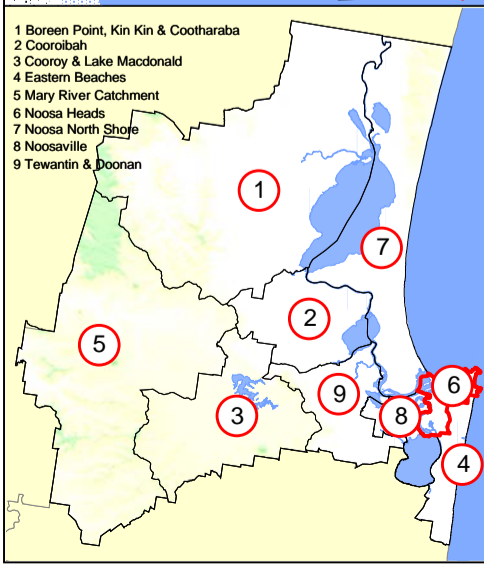 1 Boreen Point, Kin Kin & Cootharaba
2 Cooroibah
3 Cooroy & Lake Macdonald
4 Eastern Beaches
5 Mary River Catchment
6 Noosa Heads
7 Noosa North Shore
8 Noosaville
9 Tewantin & Doonan
1
7
2
5
6
9
3
8
4